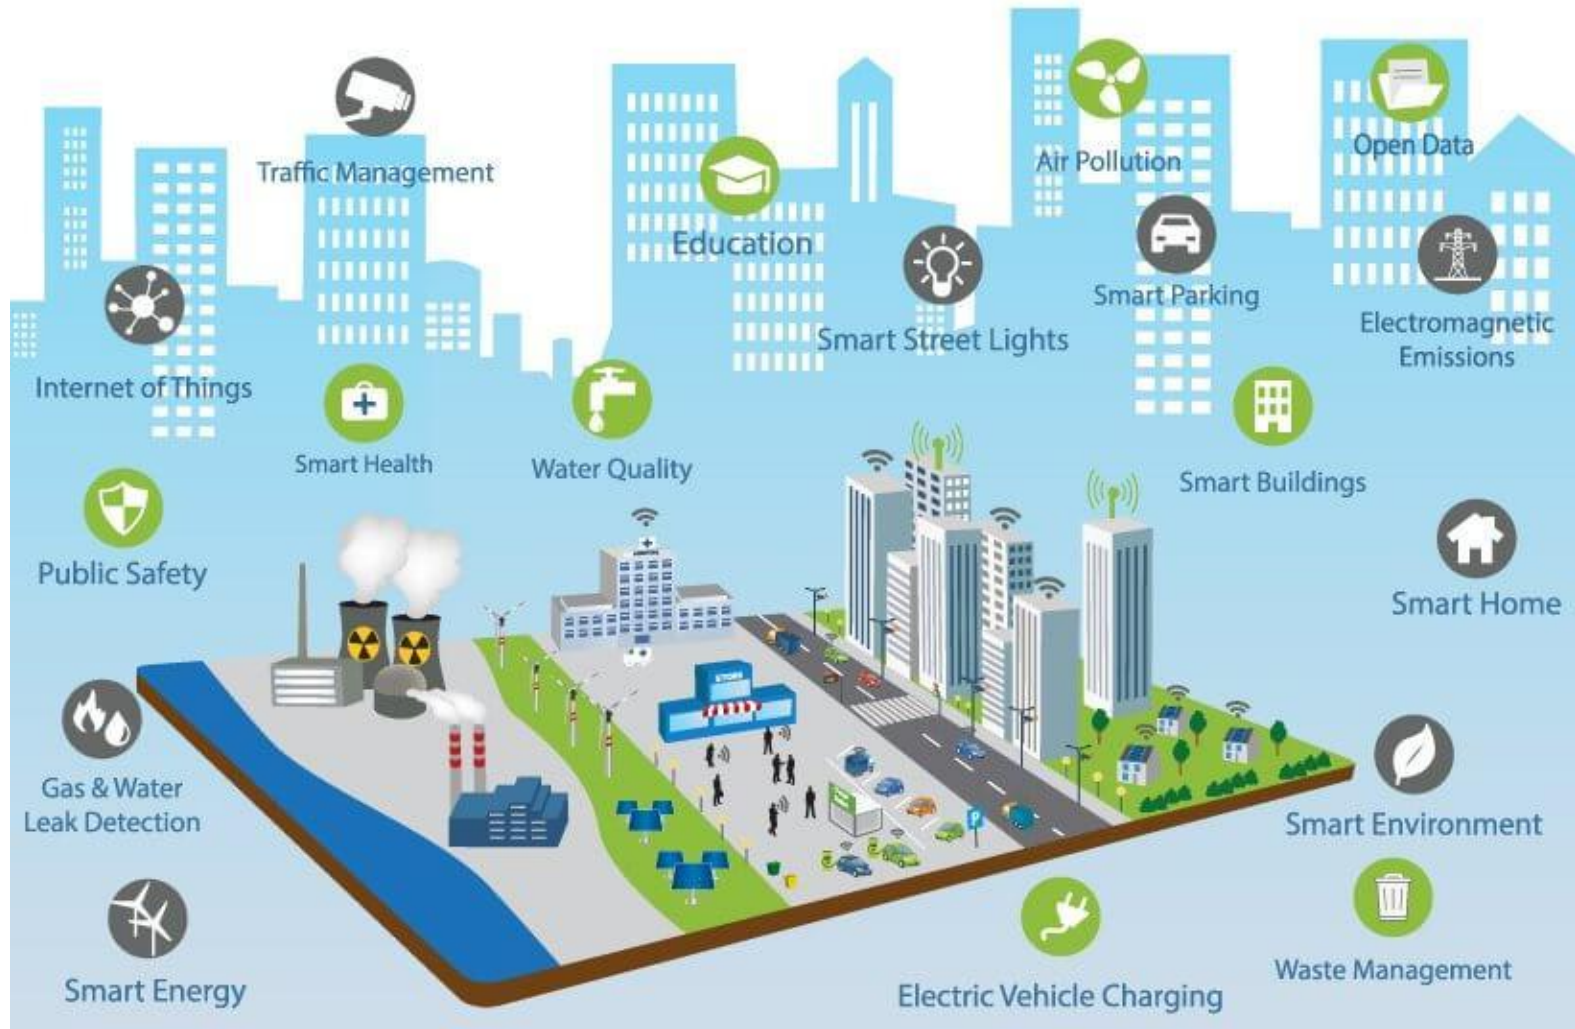 Traffic Management
Air Pollution
Open Data
Education
Smart Parking
Smart Street Lights
Electromagnetic
Emissions
Internet of Things
Smart Health
Water Quality
Smart Buildings
Public Safety
Smart Home
STORE
P
Gas & Water
Leak Detection
Smart Environment
Smart Energy
Electric Vehicle Charging
Waste Management